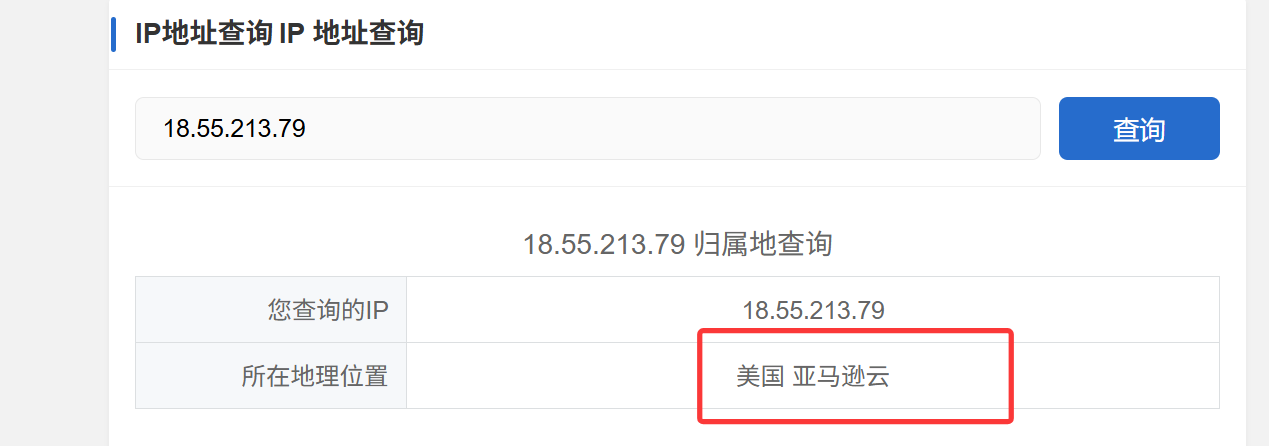 IP地址查询 IP 地址查询
18.55.213.79 查询
18.55.213.79 归属地查询
您查询的IP 18.55.213.79
所在地理位置 美国 亚马逊云